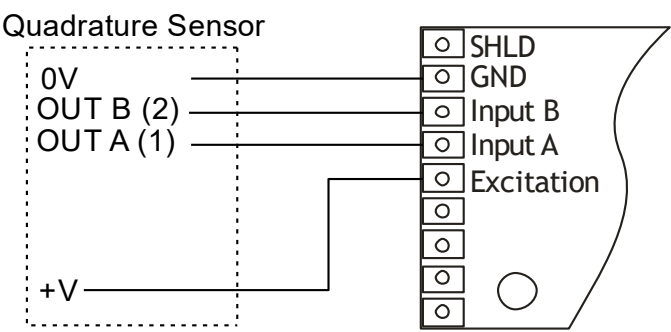 Quadrature Sensor
SHLD
0V
GND
OUT B (2)
Input B
OUT A (1)
Input A
Excitation
+V